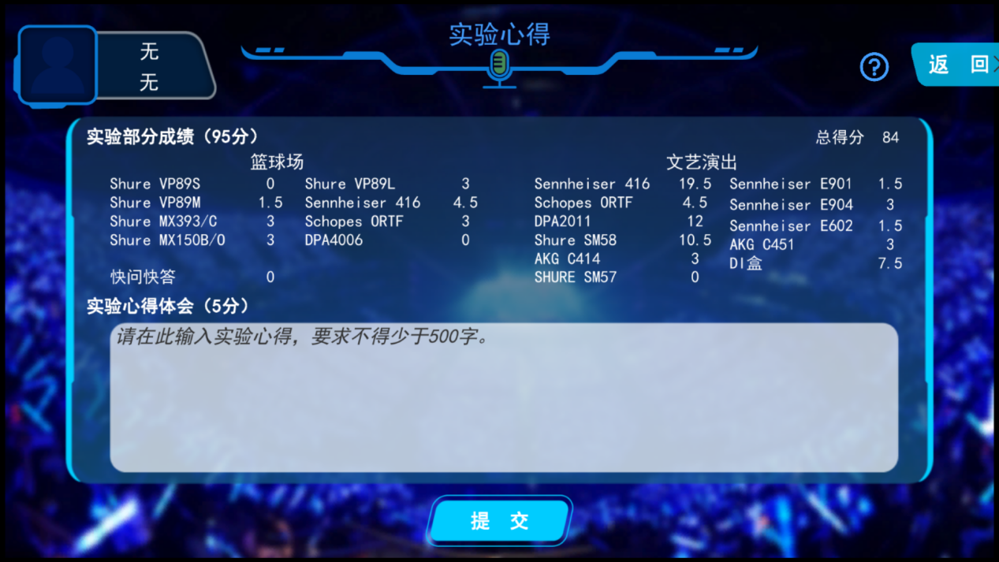 实验心得
无
无
?
返 回
实验部分成绩（95分）
总得分 84
篮球场
文艺演出
Shure VP89S 0 Shure VP89L 3
Shure VP89M 1.5 Sennheiser 416 4.5
Shure MX393/C 3 Schopes ORTF 3
Shure MX150B/O 3 DPA4006 0
快问快答 0
Sennheiser 416 19.5 Sennheiser E901 1.5
Schopes ORTF 4.5 Sennheiser E904 3
DPA2011 12 Sennheiser E602 1.5
Shure SM58 10.5 AKG C451 3
AKG C414 3 DI盒 7.5
SHURE SM57 0
实验心得体会（5分）
请在此输入实验心得，要求不得少于500字。
提 交